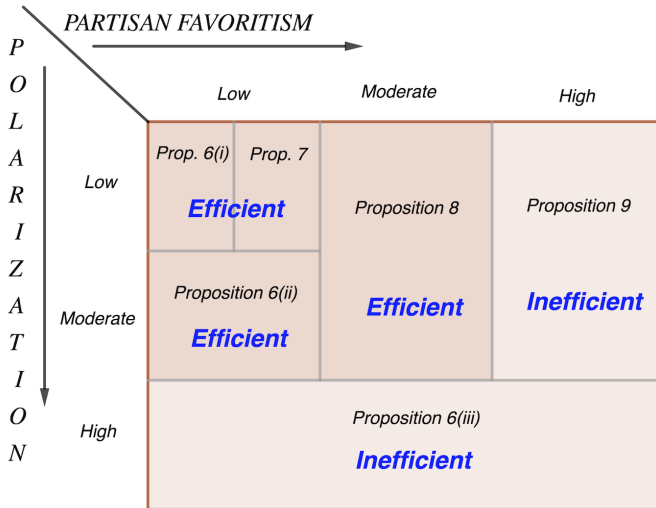 PARTISAN FAVORITISM
POLARIZATION
Low
Moderate
High
Low
Prop. 6(i)
Prop. 7
Efficient
Proposition 8
Efficient
Proposition 9
Inefficient
Moderate
Proposition 6(ii)
Efficient
High
Proposition 6(iii)
Inefficient